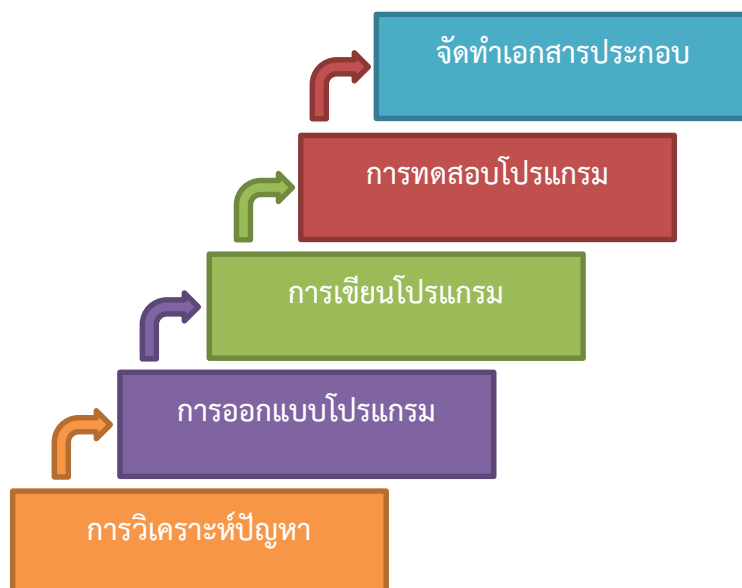 จัดทำเอกสารประกอบ
การทดสอบโปรแกรม
การเขียนโปรแกรม
การออกแบบโปรแกรม
การวิเคราะห์ปัญหา